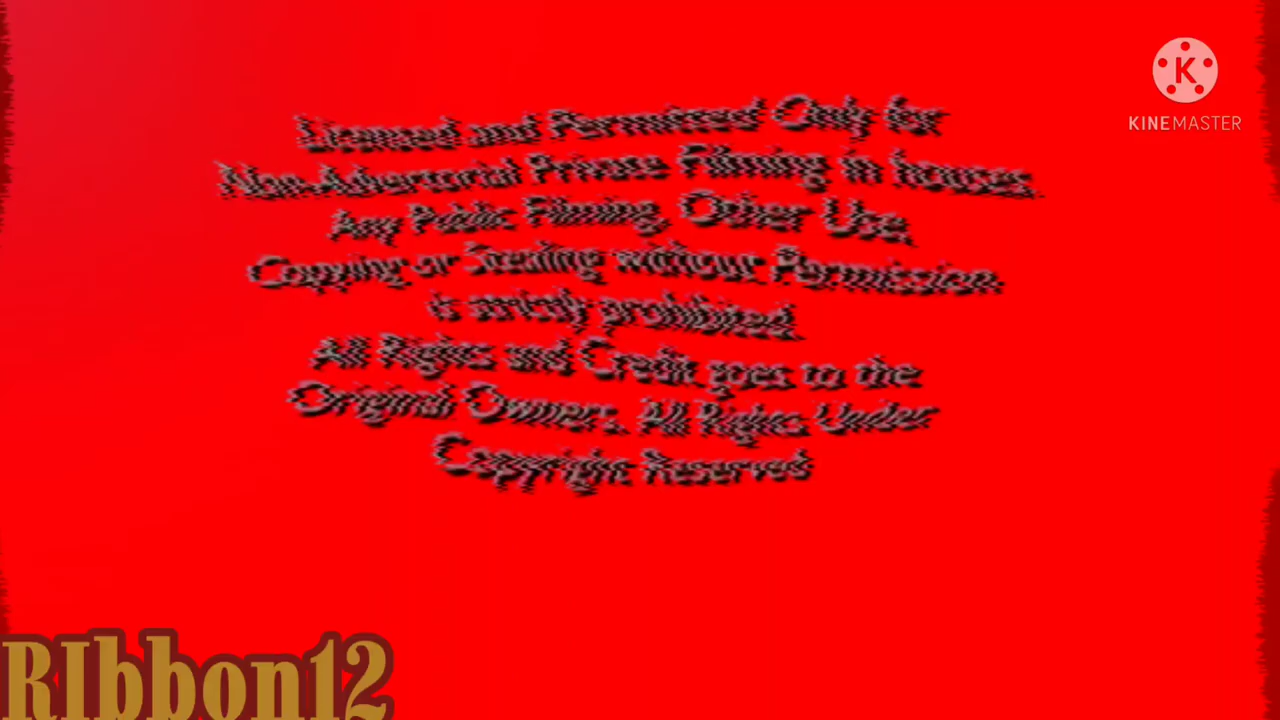 Licensed and Permitted Only for
Non-Adversorial Private Filming in houses.
Any Public Filming, Other Use,
Copying or Stealing without Permission
is strictly prohibited.
All Rights and Credit goes to the
Original Owners. All Rights Under
Copyright Reserved
K
KINEMASTER
RIbbon12